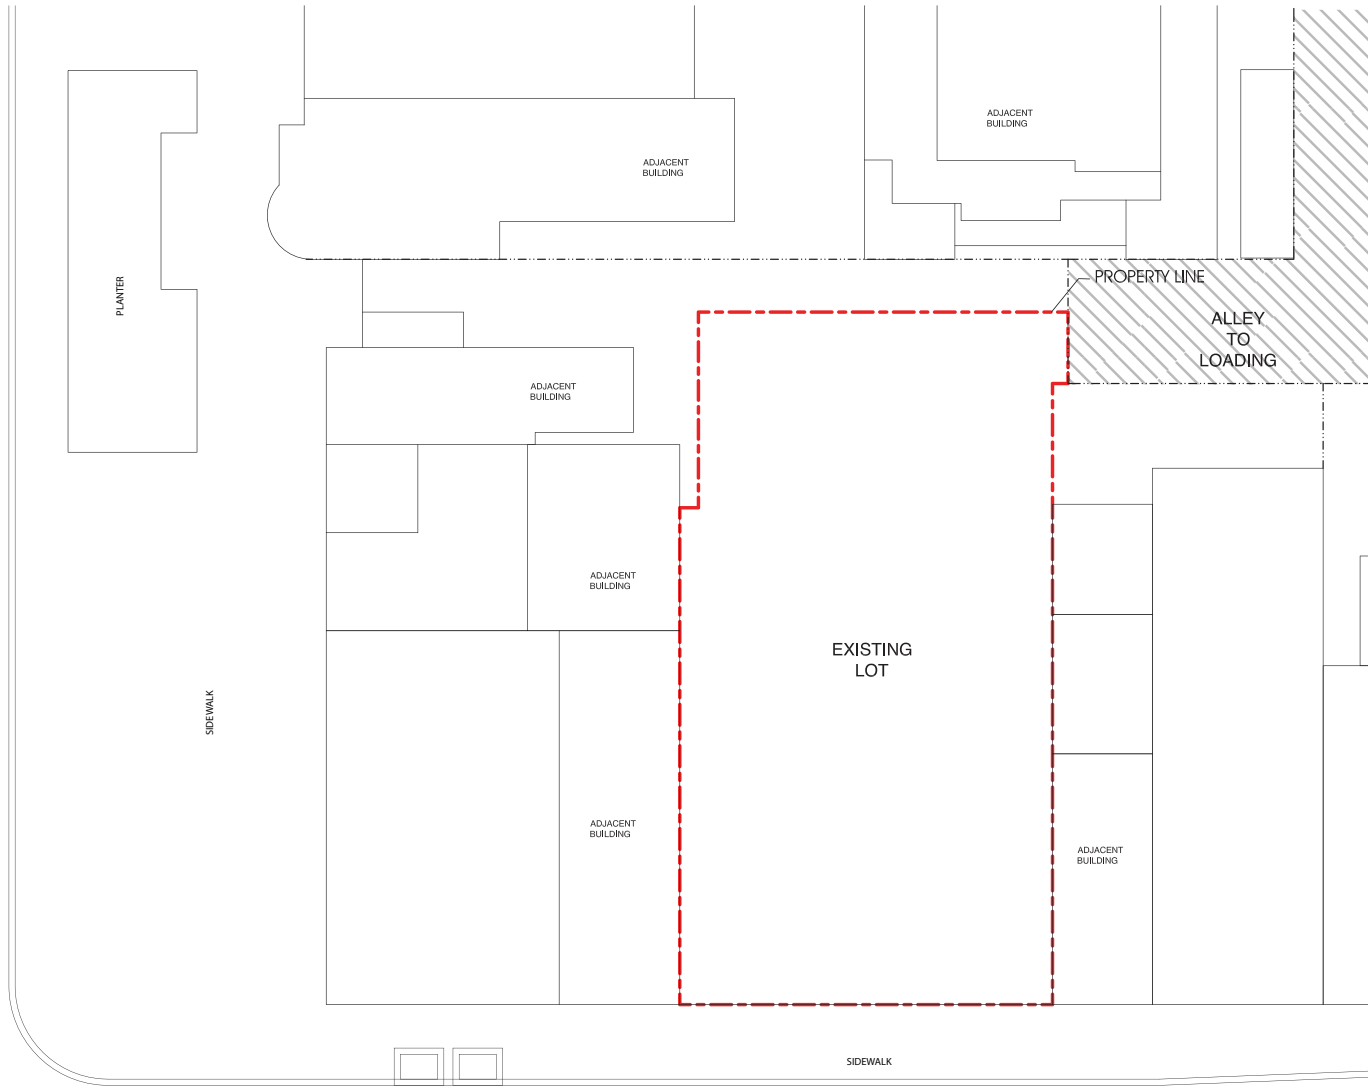 ADJACENT
BUILDING
ADJACENT
BUILDING
PROPERTY LINE
PLANTER
ALLEY
TO
LOADING
ADJACENT
BUILDING
ADJACENT
BUILDING
EXISTING
LOT
SIDEWALK
ADJACENT
BUILDING
ADJACENT
BUILDING
SIDEWALK